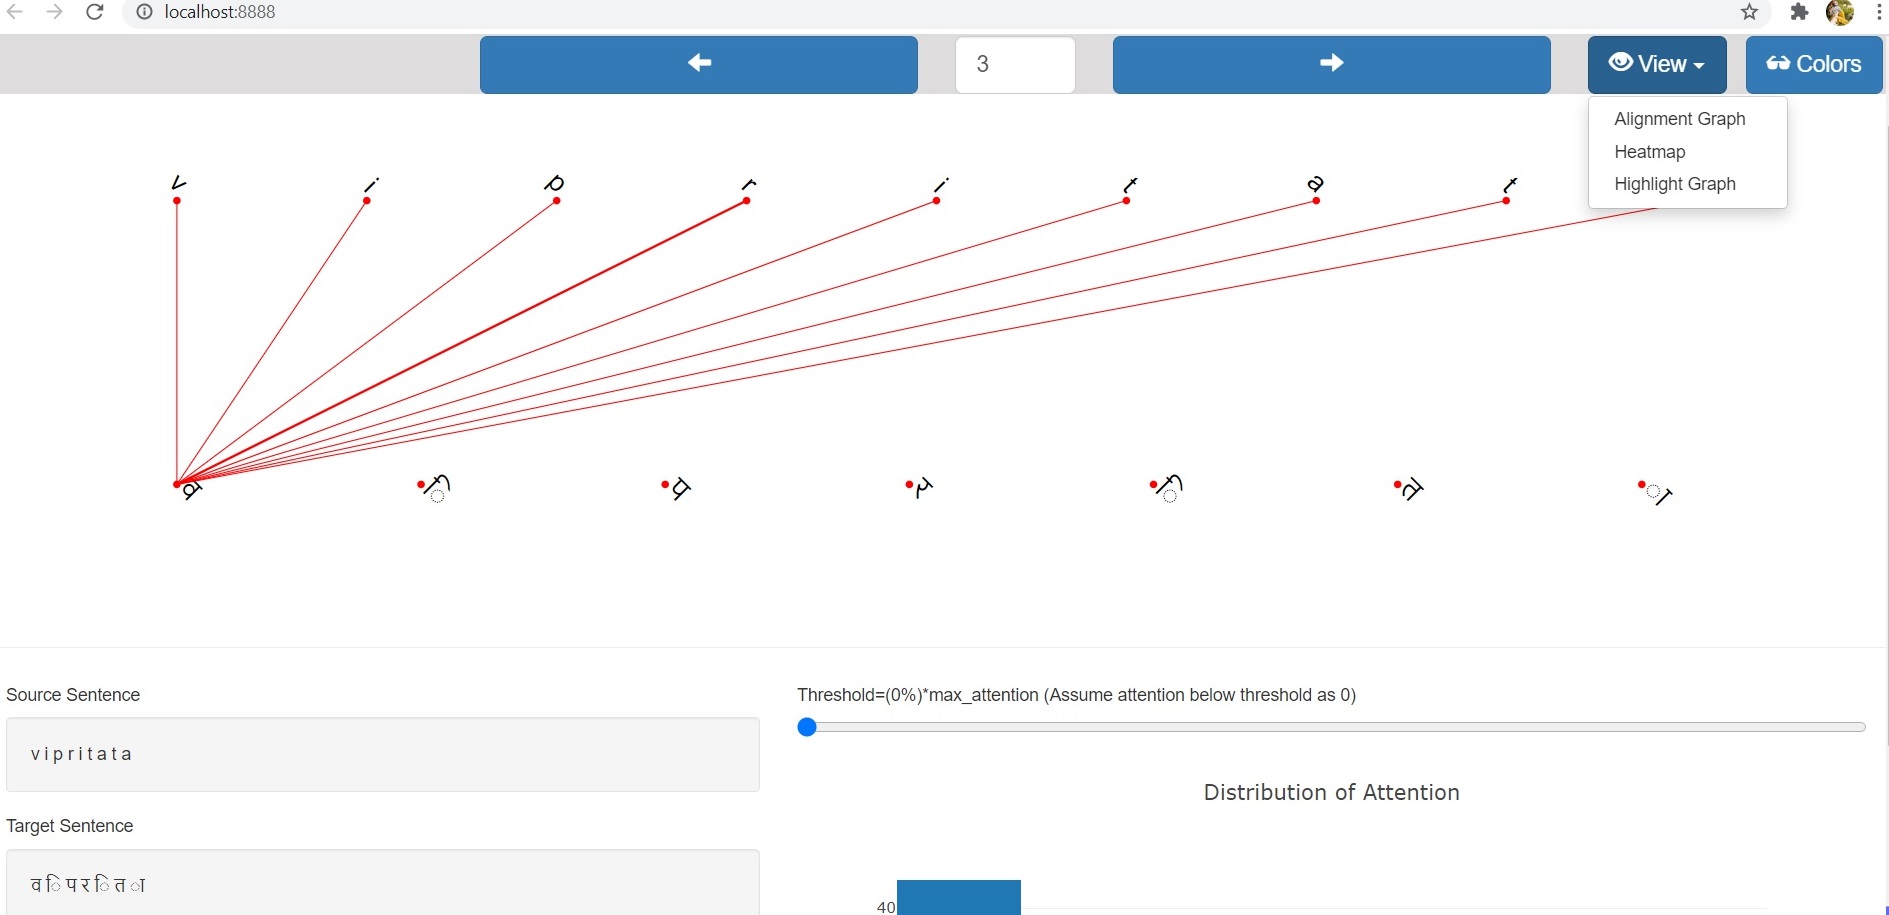 localhost:8888
3 View Colors
Alignment Graph
Heatmap
Highlight Graph
v i p r i t a t
व ि प र ि त ा
Source Sentence
v i p r i t a t a
Target Sentence
व ि प र ि त ा
Threshold=(0%)*max_attention (Assume attention below threshold as 0)
Distribution of Attention
40